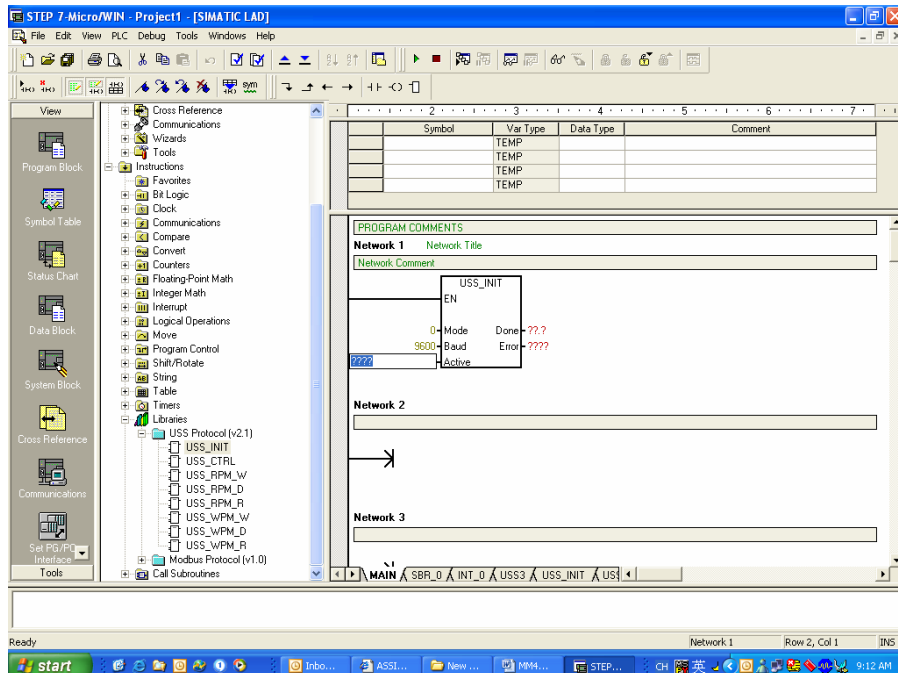 STEP 7-Micro/WIN - Project1 - [SIMATIC LAD]
File Edit View PLC Debug Tools Windows Help
View
Program Block
Symbol Table
Status Chart
Data Block
System Block
Cross Reference
Communications
Set PG/PC Interface
Tools
Cross Reference
Communications
Wizards
Tools
Instructions
Favorites
Bit Logic
Clock
Communications
Compare
Convert
Counters
Floating-Point Math
Integer Math
Interrupt
Logical Operations
Move
Program Control
Shift/Rotate
String
Table
Timers
Libraries
USS Protocol (v2.1)
USS_INIT
USS_CTRL
USS_RPM_W
USS_RPM_D
USS_RPM_R
USS_WPM_W
USS_WPM_D
USS_WPM_R
Modbus Protocol (v1.0)
Call Subroutines
2 3 4 5 6 7
Symbol Var Type Data Type Comment
TEMP
TEMP
TEMP
TEMP
PROGRAM COMMENTS
Network 1 Network Title
Network Comment
USS_INIT
EN
0 Mode Done ??.?
9600 Baud Error ????
???? Active
Network 2
Network 3
MAIN SBR_0 INT_0 USS3 USS_INIT
Ready Network 1 Row 2, Col 1 INS
start Inbo... ASSI... New ... MM4... STEP... CH 英 9:12 AM